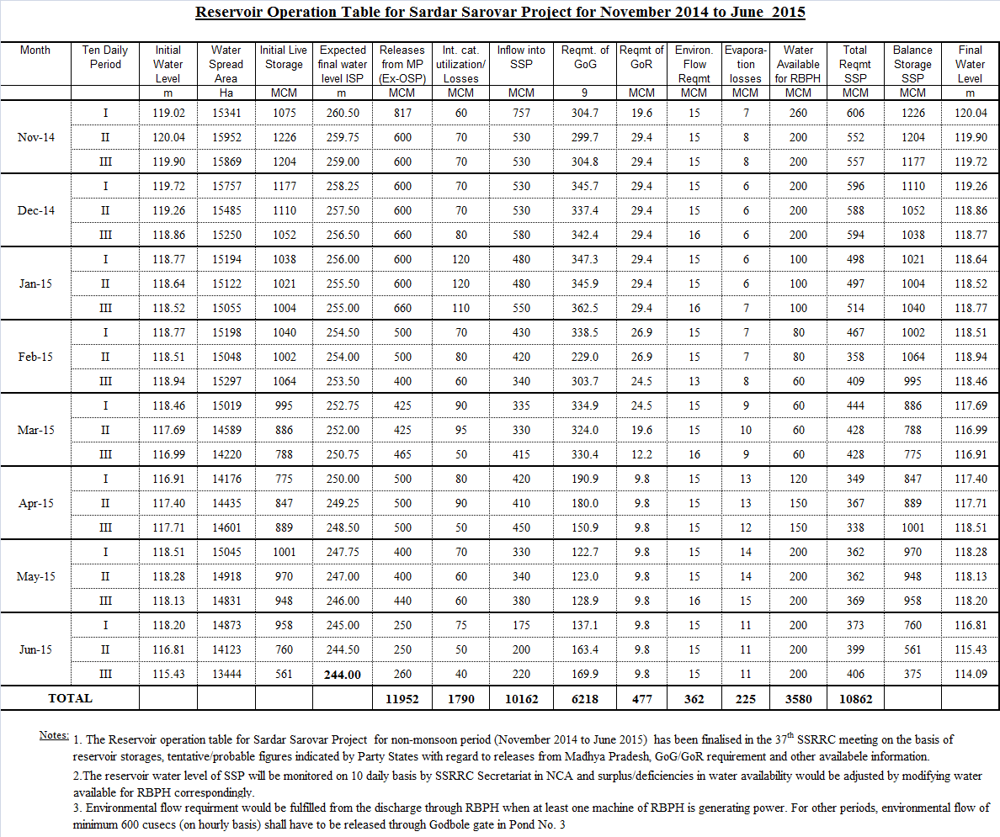 Reservoir Operation Table for Sardar Sarovar Project for November 2014 to June 2015
Month Ten Daily Period Initial Water Level Water Spread Area Initial Live Storage Expected final water level ISP Releases from MP (Ex-OSP) Int. cat. utilization/ Losses Inflow into SSP Reqmt. of GoG Reqmt of GoR Environ. Flow Reqmt Evapora-tion losses Water Available for RBPH Total Reqmt SSP Balance Storage SSP Final Water Level
m Ha MCM m MCM MCM MCM 9 MCM MCM MCM MCM MCM MCM m
Nov-14 I 119.02 15341 1075 260.50 817 60 757 304.7 19.6 15 7 260 606 1226 120.04
II 120.04 15952 1226 259.75 600 70 530 299.7 29.4 15 8 200 552 1204 119.90
III 119.90 15869 1204 259.00 600 70 530 304.8 29.4 15 8 200 557 1177 119.72
Dec-14 I 119.72 15757 1177 258.25 600 70 530 345.7 29.4 15 6 200 596 1110 119.26
II 119.26 15485 1110 257.50 600 70 530 337.4 29.4 15 6 200 588 1052 118.86
III 118.86 15250 1052 256.50 660 80 580 342.4 29.4 16 6 200 594 1038 118.77
Jan-15 I 118.77 15194 1038 256.00 600 120 480 347.3 29.4 15 6 100 498 1021 118.64
II 118.64 15122 1021 255.50 600 120 480 345.9 29.4 15 6 100 497 1004 118.52
III 118.52 15055 1004 255.00 660 110 550 362.5 29.4 16 7 100 514 1040 118.77
Feb-15 I 118.77 15198 1040 254.50 500 70 430 338.5 26.9 15 7 80 467 1002 118.51
II 118.51 15048 1002 254.00 500 80 420 229.0 26.9 15 7 80 358 1064 118.94
III 118.94 15297 1064 253.50 400 60 340 303.7 24.5 13 8 60 409 995 118.46
Mar-15 I 118.46 15019 995 252.75 425 90 335 334.9 24.5 15 9 60 444 886 117.69
II 117.69 14589 886 252.00 425 95 330 324.0 19.6 15 10 60 428 788 116.99
III 116.99 14220 788 250.75 465 50 415 330.4 12.2 16 9 60 428 775 116.91
Apr-15 I 116.91 14176 775 250.00 500 80 420 190.9 9.8 15 13 120 349 847 117.40
II 117.40 14435 847 249.25 500 90 410 180.0 9.8 15 13 150 367 889 117.71
III 117.71 14601 889 248.50 500 50 450 150.9 9.8 15 12 150 338 1001 118.51
May-15 I 118.51 15045 1001 247.75 400 70 330 122.7 9.8 15 14 200 362 970 118.28
II 118.28 14918 970 247.00 400 60 340 123.0 9.8 15 14 200 362 948 118.13
III 118.13 14831 948 246.00 440 60 380 128.9 9.8 16 15 200 369 958 118.20
Jun-15 I 118.20 14873 958 245.00 250 75 175 137.1 9.8 15 11 200 373 760 116.81
II 116.81 14123 760 244.50 250 50 200 163.4 9.8 15 11 200 399 561 115.43
III 115.43 13444 561 244.00 260 40 220 169.9 9.8 15 11 200 406 375 114.09
TOTAL 11952 1790 10162 6218 477 362 225 3580 10862
Notes: 1. The Reservoir operation table for Sardar Sarovar Project for non-monsoon period (November 2014 to June 2015) has been finalised in the 37th SSRRC meeting on the basis of
reservoir storages, tentative/probable figures indicated by Party States with regard to releases from Madhya Pradesh, GoG/GoR requirement and other availabele information.
2.The reservoir water level of SSP will be monitored on 10 daily basis by SSRRC Secretariat in NCA and surplus/deficiencies in water availability would be adjusted by modifying water
available for RBPH correspondingly.
3. Environmental flow requirment would be fulfilled from the discharge through RBPH when at least one machine of RBPH is generating power. For other periods, environmental flow of
minimum 600 cusecs (on hourly basis) shall have to be released through Godbole gate in Pond No. 3